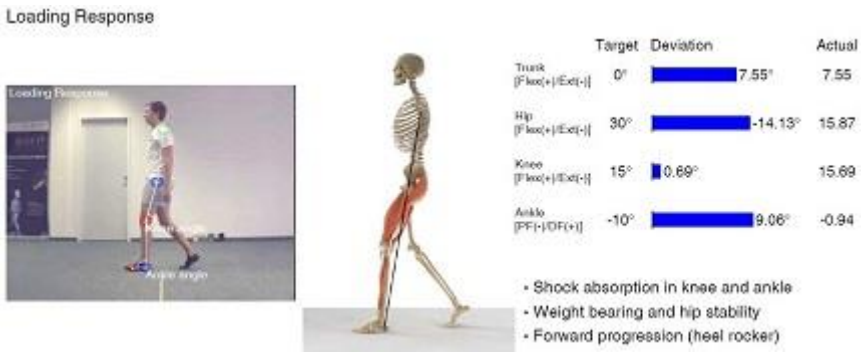 Loading Response
Loading Response
Ankle angle
Target Deviation Actual
Trunk
[Flex(+)/Ext(-)] 0° 7.55° 7.55
Hip
[Flex(+)/Ext(-)] 30° -14.13° 15.87
Knee
[Flex(+)/Ext(-)] 15° 0.69° 15.69
Ankle
[PF(-)/DF(+)] -10° 9.06° -0.94
- Shock absorption in knee and ankle
- Weight bearing and hip stability
- Forward progression (heel rocker)